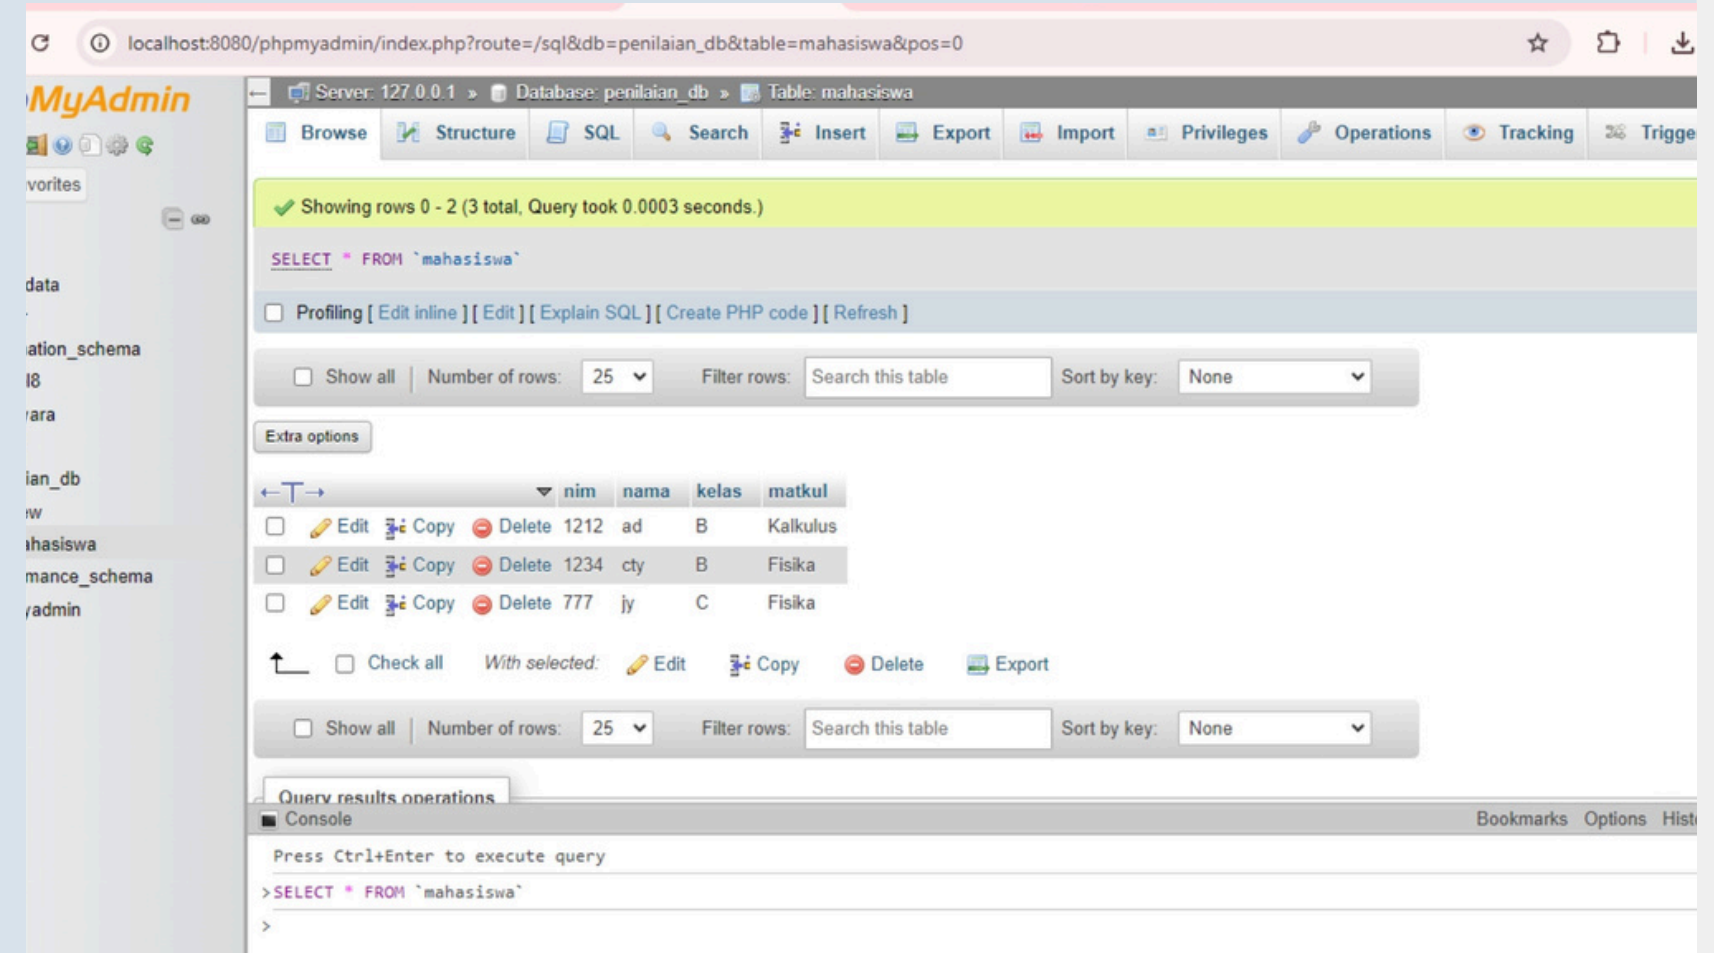 localhost:8080/phpmyadmin/index.php?route=/sql&db=penilaian_db&table=mahasiswa&pos=0
MyAdmin
vorites
data
ation_schema
l8
ara
ian_db
ew
ahasiswa
mance_schema
yadmin
Server: 127.0.0.1 » Database: penilaian_db » Table: mahasiswa
Browse Structure SQL Search Insert Export Import Privileges Operations Tracking Trigge
Showing rows 0 - 2 (3 total, Query took 0.0003 seconds.)
SELECT * FROM `mahasiswa`
Profiling [ Edit inline ] [ Edit ] [ Explain SQL ] [ Create PHP code ] [ Refresh ]
Show all | Number of rows: 25 Filter rows: Search this table Sort by key: None
Extra options
←T→ nim nama kelas matkul
Edit Copy Delete 1212 ad B Kalkulus
Edit Copy Delete 1234 cty B Fisika
Edit Copy Delete 777 jy C Fisika
Check all With selected: Edit Copy Delete Export
Show all | Number of rows: 25 Filter rows: Search this table Sort by key: None
Query results operations
Console Bookmarks Options Histo
Press Ctrl+Enter to execute query
>SELECT * FROM `mahasiswa`
>